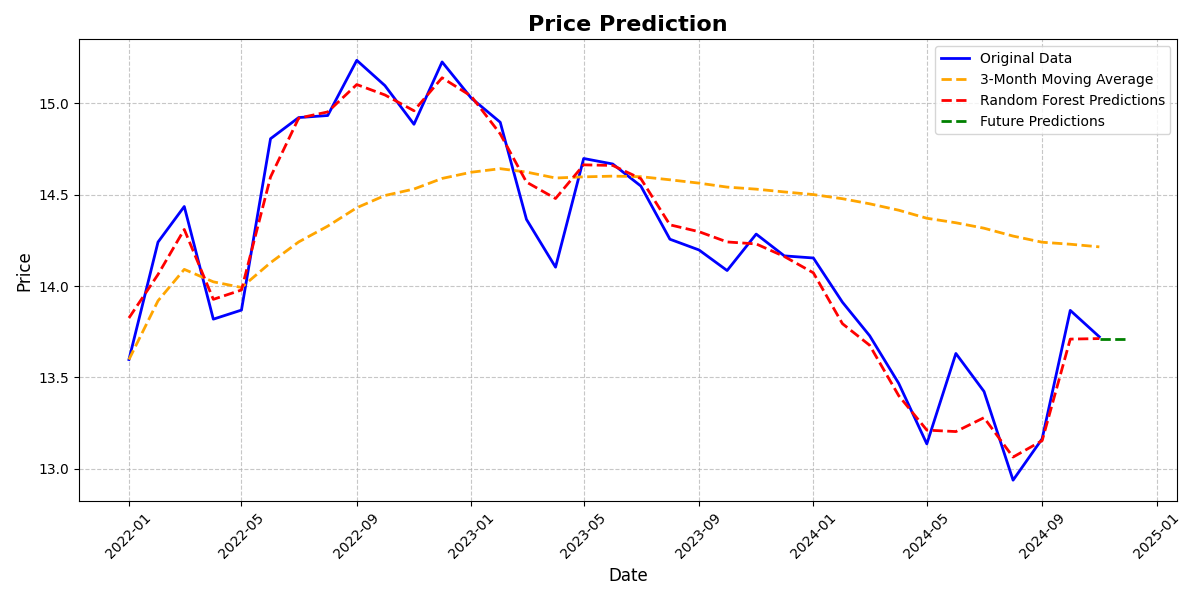 Price Prediction
Original Data
3-Month Moving Average
Random Forest Predictions
Future Predictions
Price
15.0
14.5
14.0
13.5
13.0
2022-01
2022-05
2022-09
2023-01
2023-05
2023-09
2024-01
2024-05
2024-09
2025-01
Date